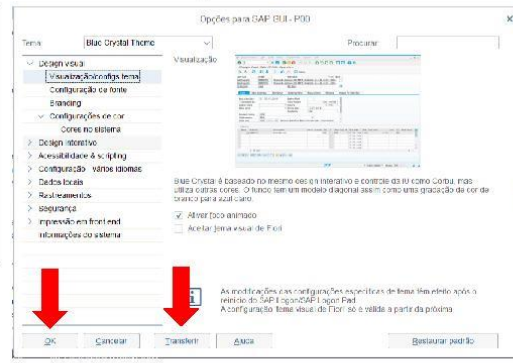 Opções para SAP GUI - P00
Tema
Blue Crystal Theme
Procurar:
Design visual
Visualização/configs tema
Configuração de fonte
Branding
Configurações de cor
Cores no sistema
Design interativo
Acessibilidade & scripting
Configuração vários idiomas
Dados locais
Rastreamentos
Segurança
Impressão em front end
Informações do sistema
Visualização
Blue Crystal é baseado no mesmo design interativo e controle da IU como Corbu, mas
utiliza outras cores. O fundo tem um modelo diagonal assim como uma gradação da cor de
branco para azul claro.
Ativar foco animado
Aceitar tema visual de Fiori
As modificações das configurações específicas de tema têm efeito após o
reinício do SAP Logon/SAP Logon Pad
A configuração tema visual de Fiori só é válida a partir da próxima
OK
Cancelar
Transferir
Ajuda
Restaurar padrão